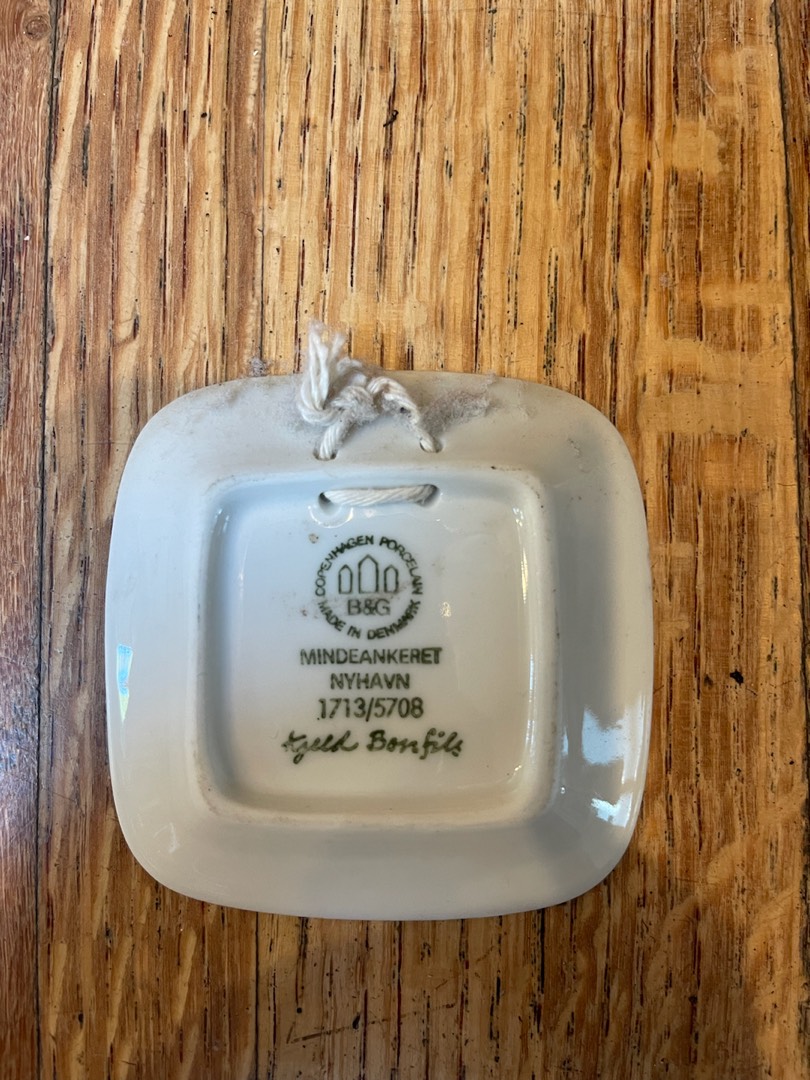 COPENHAGEN PORCELAIN
B&G
MADE IN DENMARK
MINDEANKERET
NYHAVN
1713/5708
Kjeld Bonfils